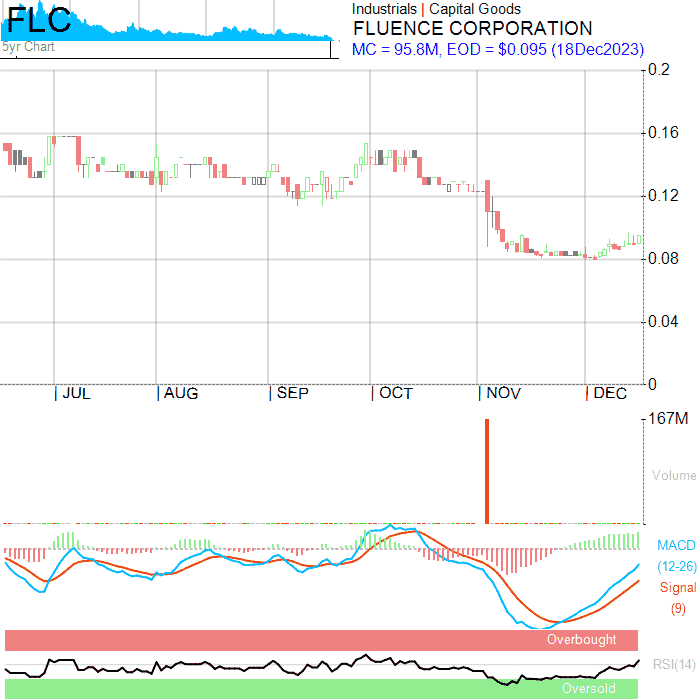 FLC
5yr Chart
Industrials | Capital Goods
FLUENCE CORPORATION
MC = 95.8M, EOD = $0.095 (18Dec2023)
0.2
0.16
0.12
0.08
0.04
0
JUL AUG SEP OCT NOV DEC
167M
Volume
MACD
(12-26)
Signal
(9)
Overbought
RSI(14)
Oversold